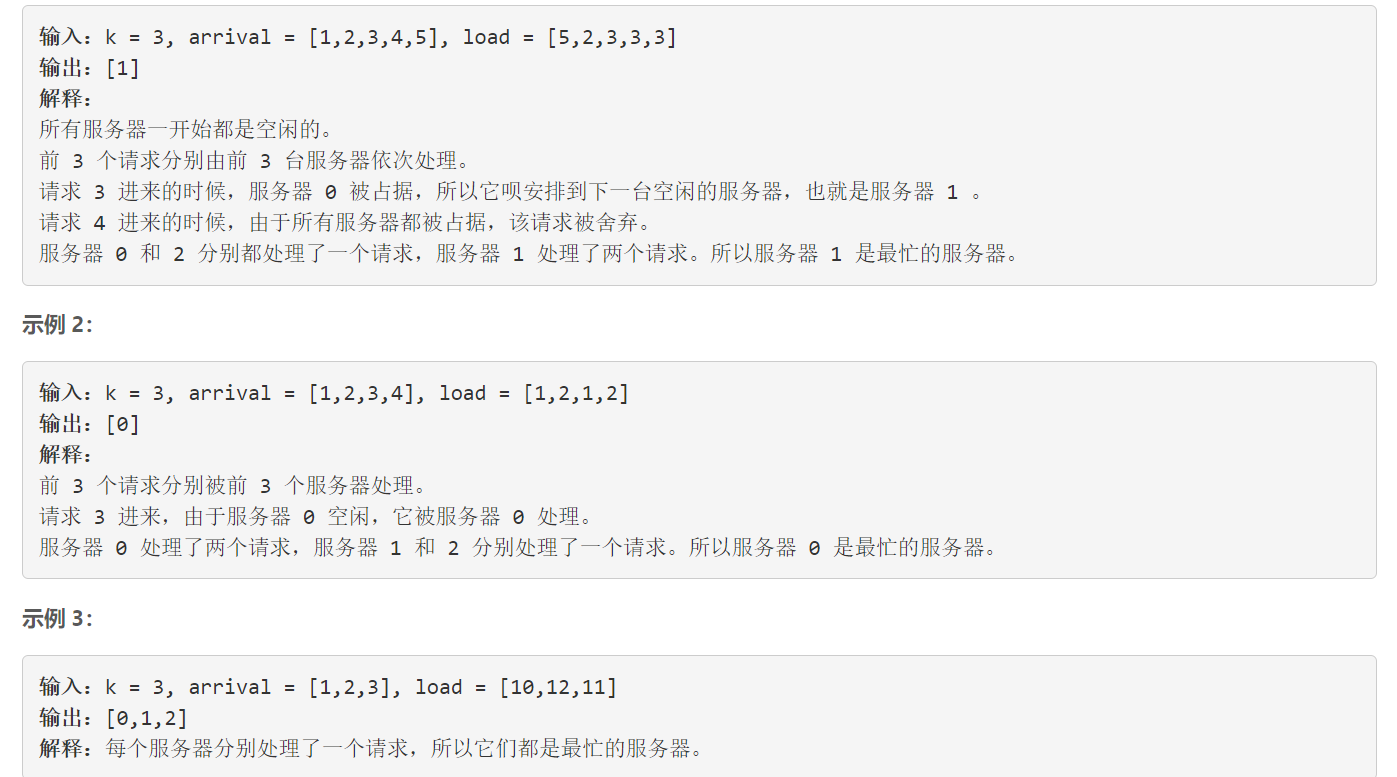 输入：k = 3, arrival = [1,2,3,4,5], load = [5,2,3,3,3]
输出：[1]
解释：
所有服务器一开始都是空闲的。
前 3 个请求分别由前 3 台服务器依次处理。
请求 3 进来的时候，服务器 0 被占据，所以它呗安排到下一台空闲的服务器，也就是服务器 1 。
请求 4 进来的时候，由于所有服务器都被占据，该请求被舍弃。
服务器 0 和 2 分别都处理了一个请求，服务器 1 处理了两个请求。所以服务器 1 是最忙的服务器。
示例 2：
输入：k = 3, arrival = [1,2,3,4], load = [1,2,1,2]
输出：[0]
解释：
前 3 个请求分别被前 3 个服务器处理。
请求 3 进来，由于服务器 0 空闲，它被服务器 0 处理。
服务器 0 处理了两个请求，服务器 1 和 2 分别处理了一个请求。所以服务器 0 是最忙的服务器。
示例 3：
输入：k = 3, arrival = [1,2,3], load = [10,12,11]
输出：[0,1,2]
解释：每个服务器分别处理了一个请求，所以它们都是最忙的服务器。